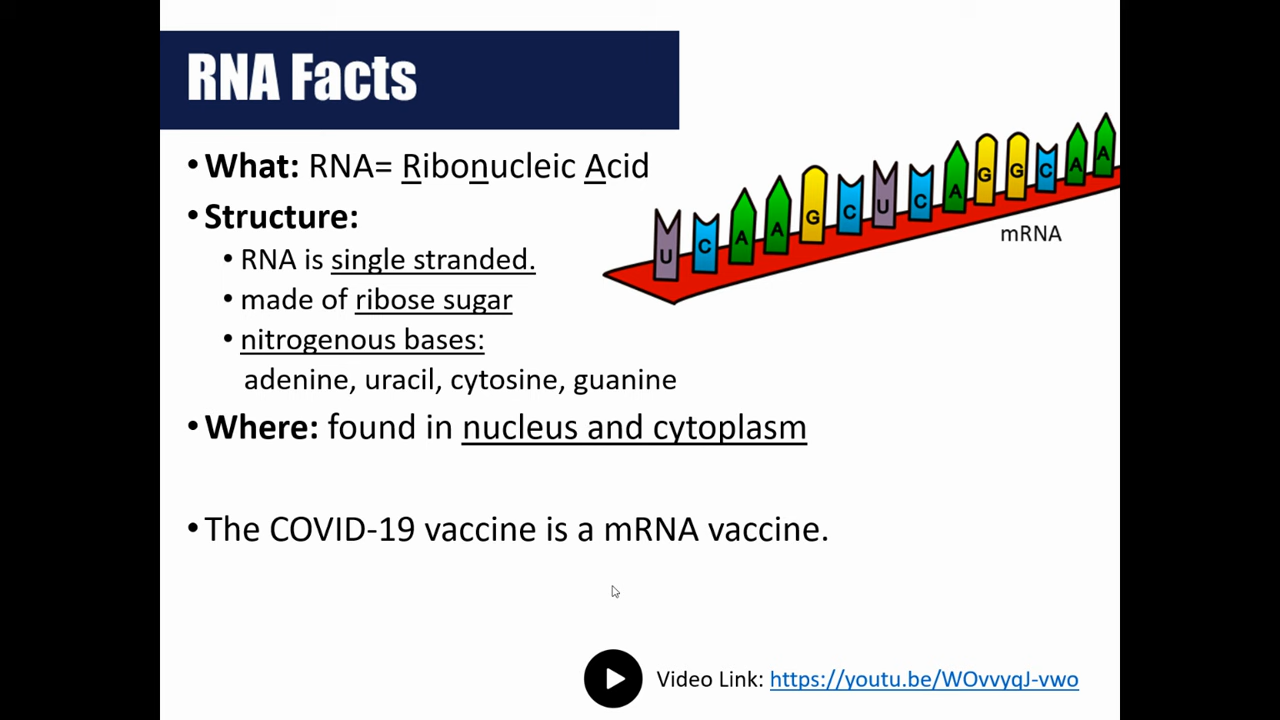 RNA Facts
• What: RNA= Ribonucleic Acid
• Structure:
• RNA is single stranded.
• made of ribose sugar
• nitrogenous bases:
adenine, uracil, cytosine, guanine
• Where: found in nucleus and cytoplasm
• The COVID-19 vaccine is a mRNA vaccine.
U C A A G C U C A G G C A A
mRNA
Video Link: https://youtu.be/WOvvyqJ-vwo